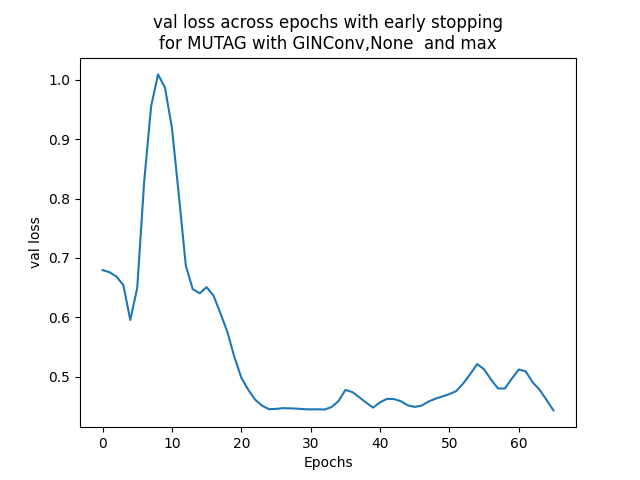 val loss across epochs with early stopping
for MUTAG with GINConv,None  and max
1.0
0.9
0.8
0.7
0.6
0.5
val loss
0 10 20 30 40 50 60
Epochs